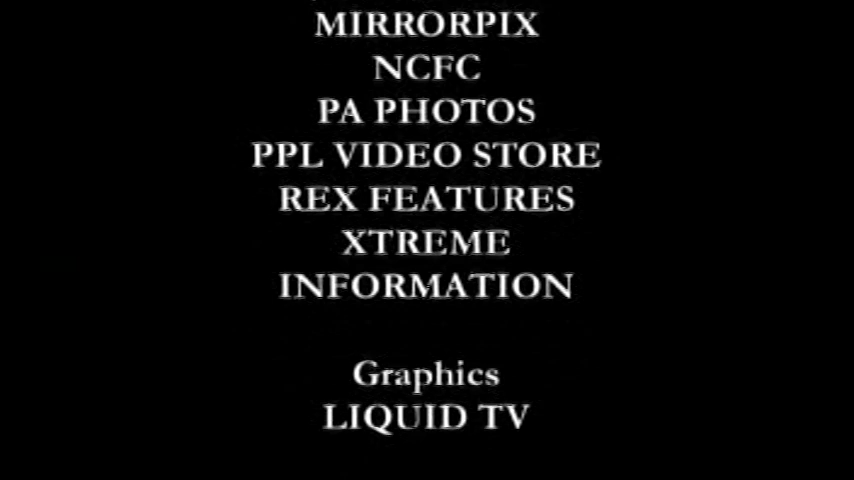 MIRRORPIX
NCFC
PA PHOTOS
PPL VIDEO STORE
REX FEATURES
XTREME
INFORMATION
Graphics
LIQUID TV